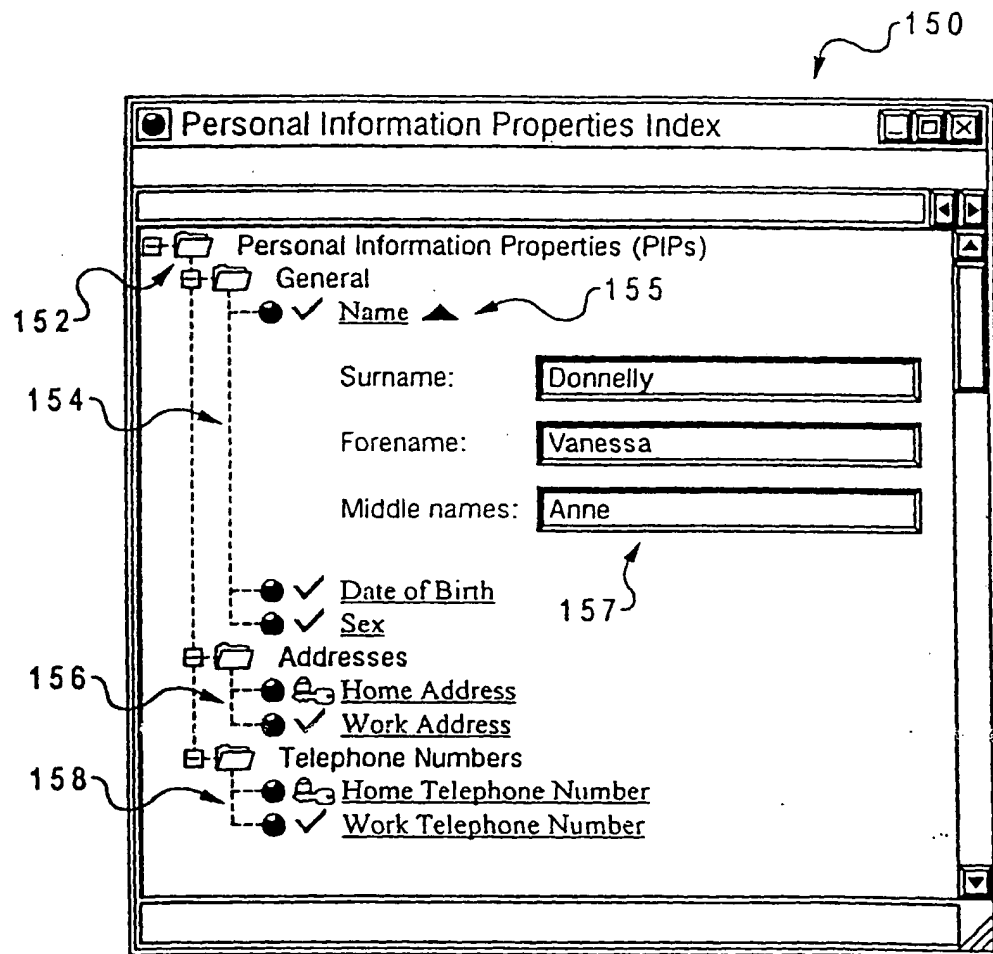 150
Personal Information Properties Index
Personal Information Properties (PIPs)
General
152
Name
155
Surname: Donnelly
154
Forename: Vanessa
Middle names: Anne
157
Date of Birth
Sex
Addresses
156
Home Address
Work Address
Telephone Numbers
158
Home Telephone Number
Work Telephone Number